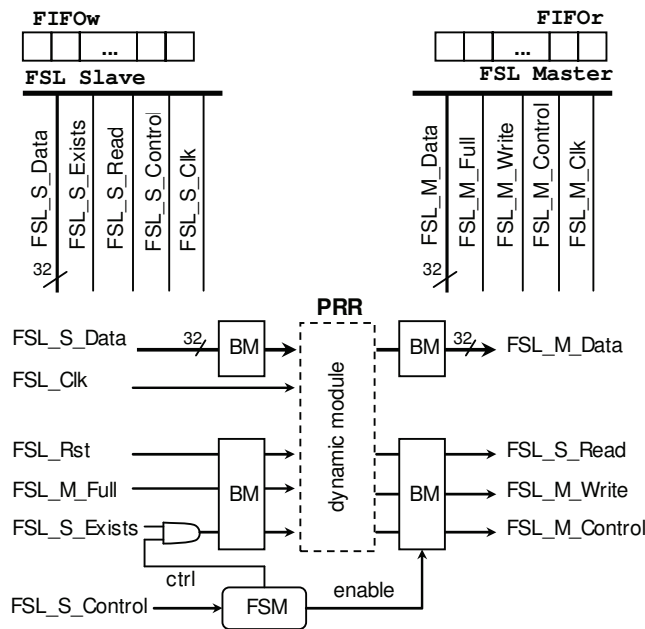 FIFOw
FIFOr
...
...
FSL Slave
FSL Master
FSL_S_Data
FSL_S_Exists
FSL_S_Read
FSL_S_Control
FSL_S_Clk
32
FSL_M_Data
FSL_M_Full
FSL_M_Write
FSL_M_Control
FSL_M_Clk
32
PRR
FSL_S_Data
32
BM
BM
32
FSL_M_Data
FSL_Clk
dynamic module
FSL_Rst
FSL_S_Read
FSL_M_Full
BM
BM
FSL_M_Write
FSL_S_Exists
FSL_M_Control
ctrl
enable
FSL_S_Control
FSM